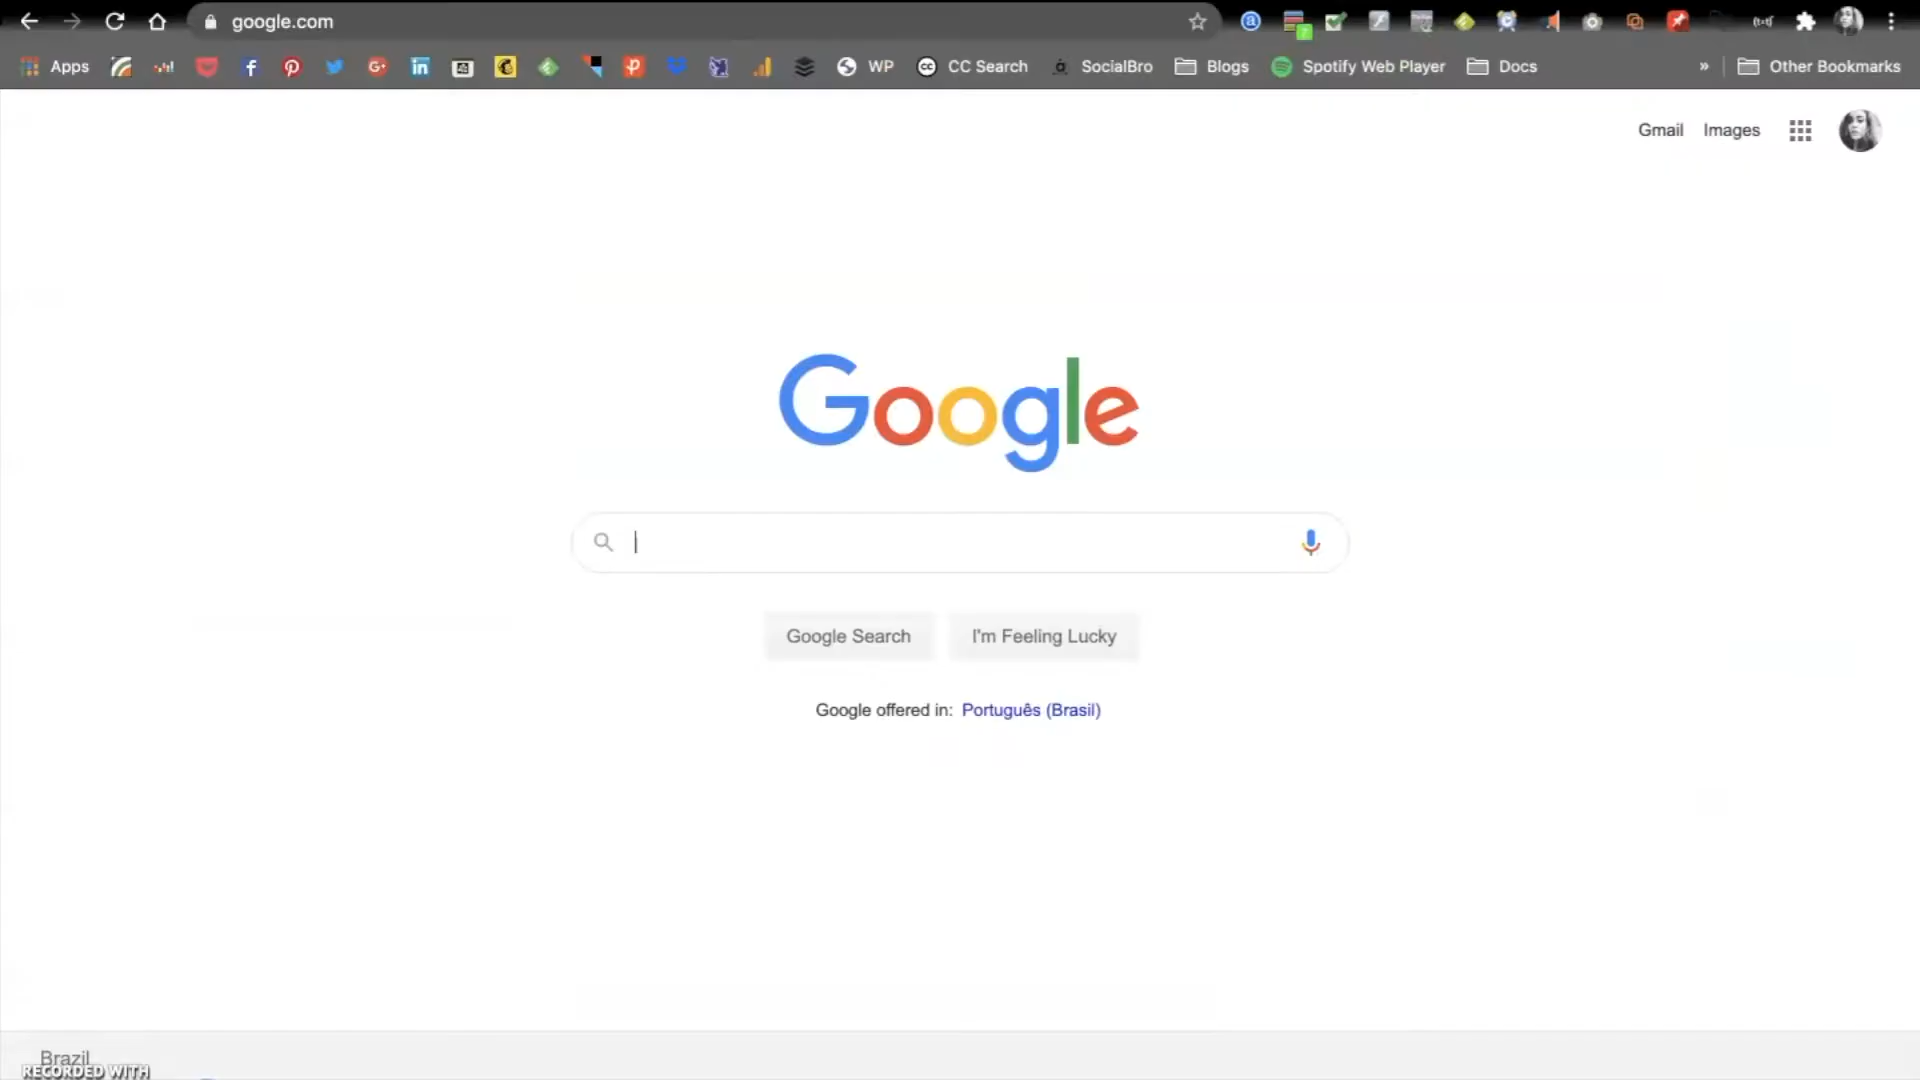 google.com
Apps WP CC Search SocialBro Blogs Spotify Web Player Docs » Other Bookmarks
Gmail Images
Google
Google Search I'm Feeling Lucky
Google offered in: Português (Brasil)
Brazil
RECORDED WITH